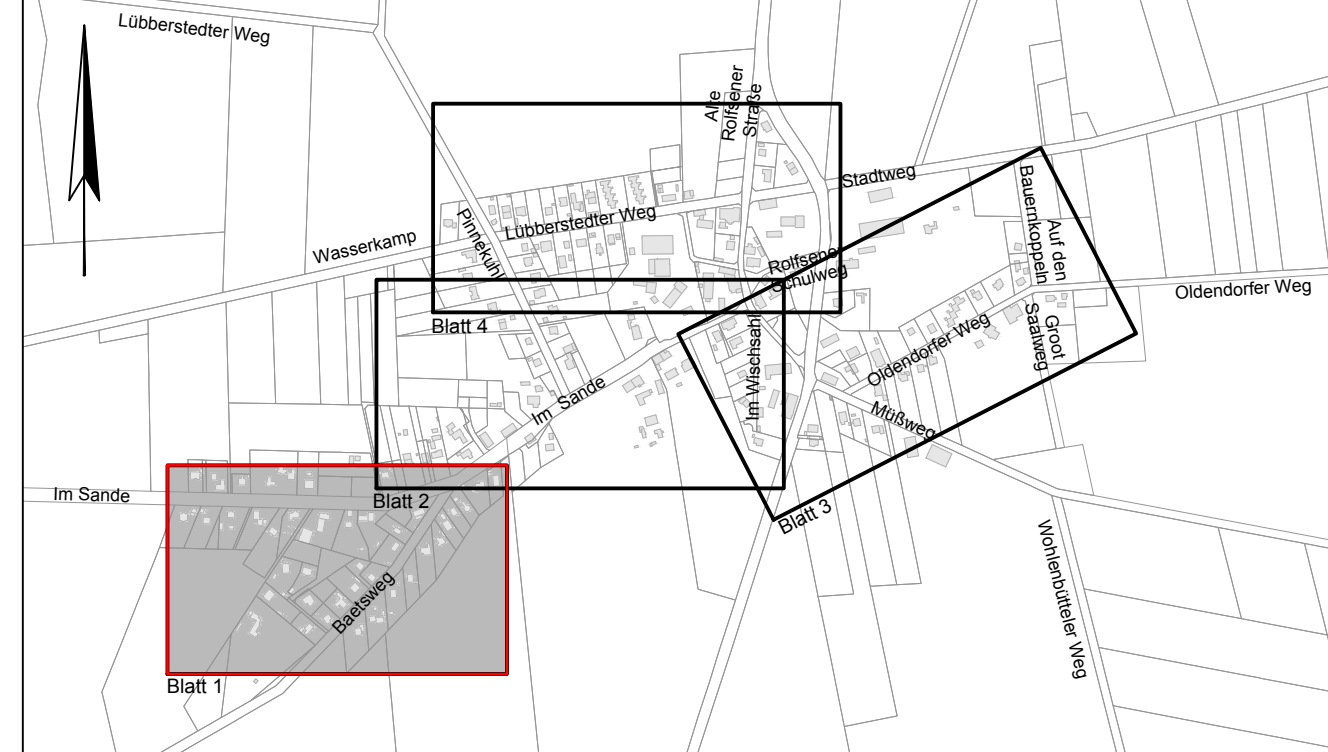 Lübberstedter Weg
Alte
Rolfsener
Straße
Stadtweg
Bauernkoppeln
Auf den
Wasserkamp
Pinnekuhl
Lübberstedter Weg
Rolfsener
Schulweg
Oldendorfer Weg
Blatt 4
Im Wischsahl
Groot
Saalweg
Oldendorfer Weg
Im Sande
Müßweg
Im Sande
Blatt 2
Blatt 3
Baetsweg
Wohlenbütteler Weg
Blatt 1